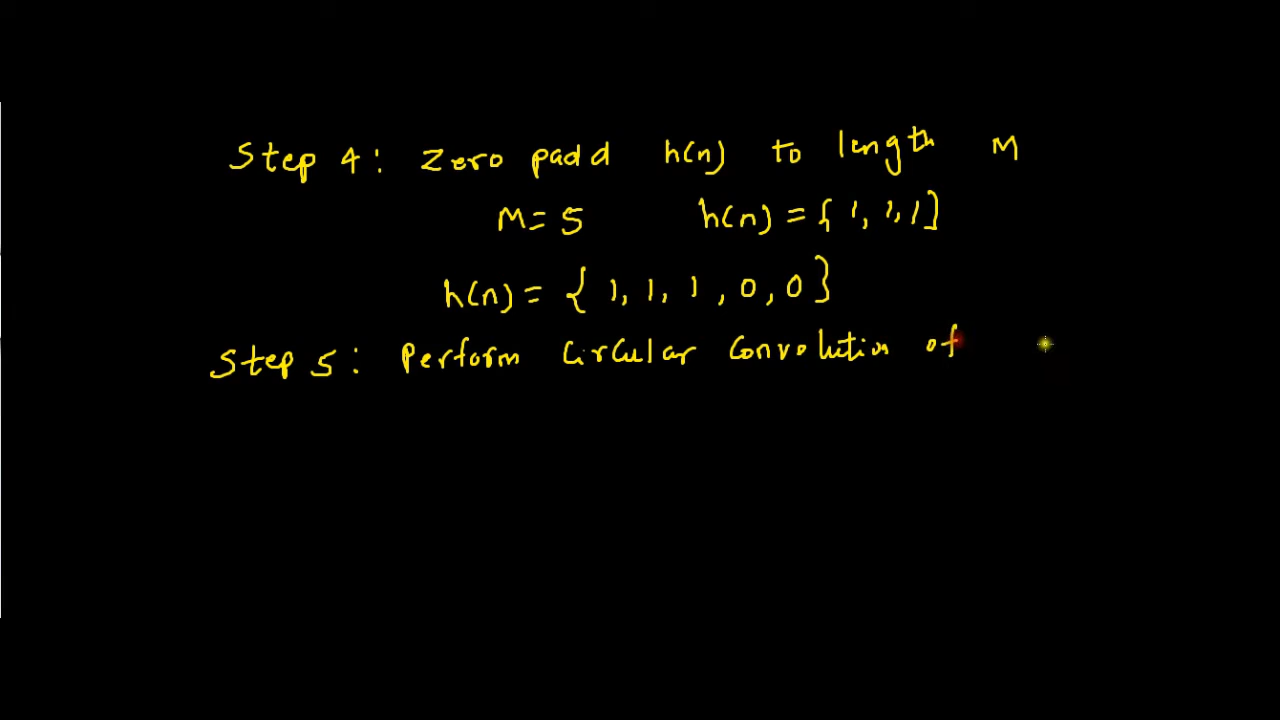 Step 4: Zero padd h(n) to length M
M = 5 h(n) = { 1, 1, 1 }
h(n) = { 1, 1, 1, 0, 0 }
Step 5: Perform Circular Convolution of